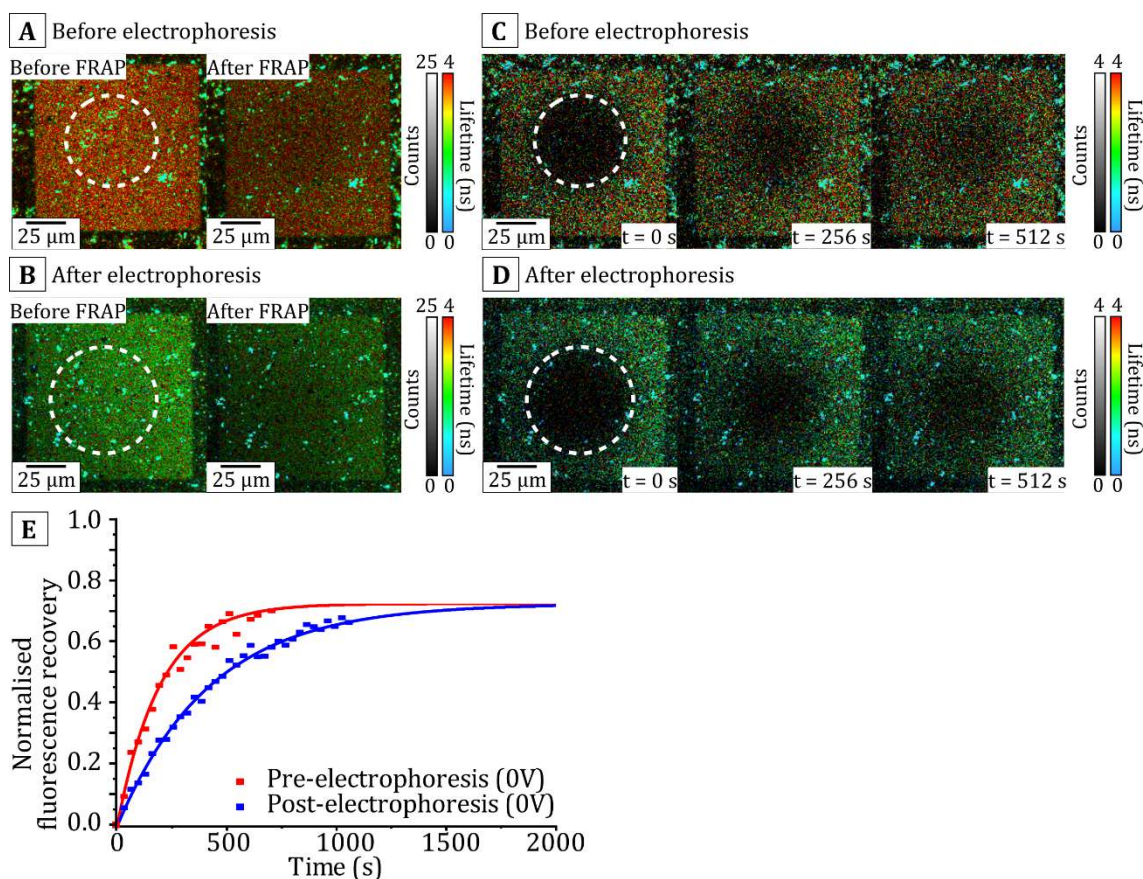 A Before electrophoresis
Before FRAP
After FRAP
25 µm
25 4
Counts
Lifetime (ns)
0 0
B After electrophoresis
Before FRAP
After FRAP
25 µm
25 4
Counts
Lifetime (ns)
0 0
C Before electrophoresis
25 µm
t = 0 s
t = 256 s
t = 512 s
4 4
Counts
Lifetime (ns)
0 0
D After electrophoresis
25 µm
t = 0 s
t = 256 s
t = 512 s
4 4
Counts
Lifetime (ns)
0 0
E
Normalised
fluorescence recovery
1.0
0.8
0.6
0.4
0.2
0.0
Pre-electrophoresis (0V)
Post-electrophoresis (0V)
0 500 1000 1500 2000
Time (s)